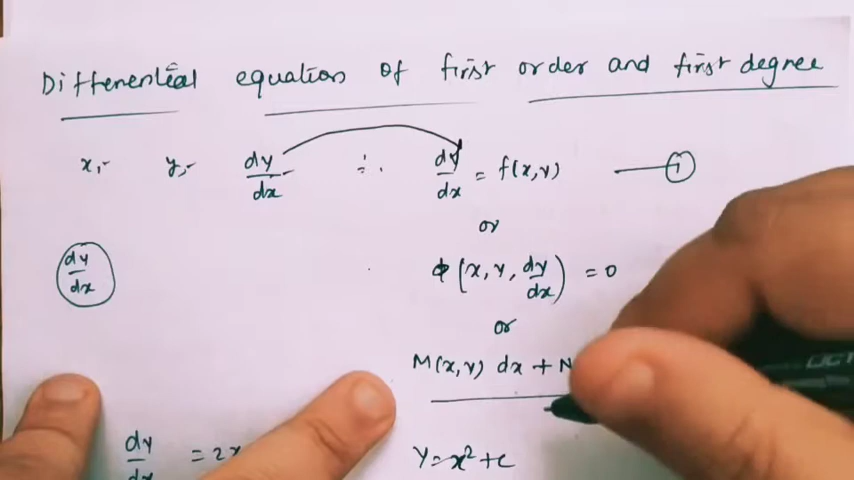 Differential equation of first order and first degree
x, y, dy/dx ∴ dy/dx = f(x,y) — 1
or
dy/dx
ϕ(x, y, dy/dx) = 0
or
M(x,y) dx + N
dy/dx = 2x
y = x² + c